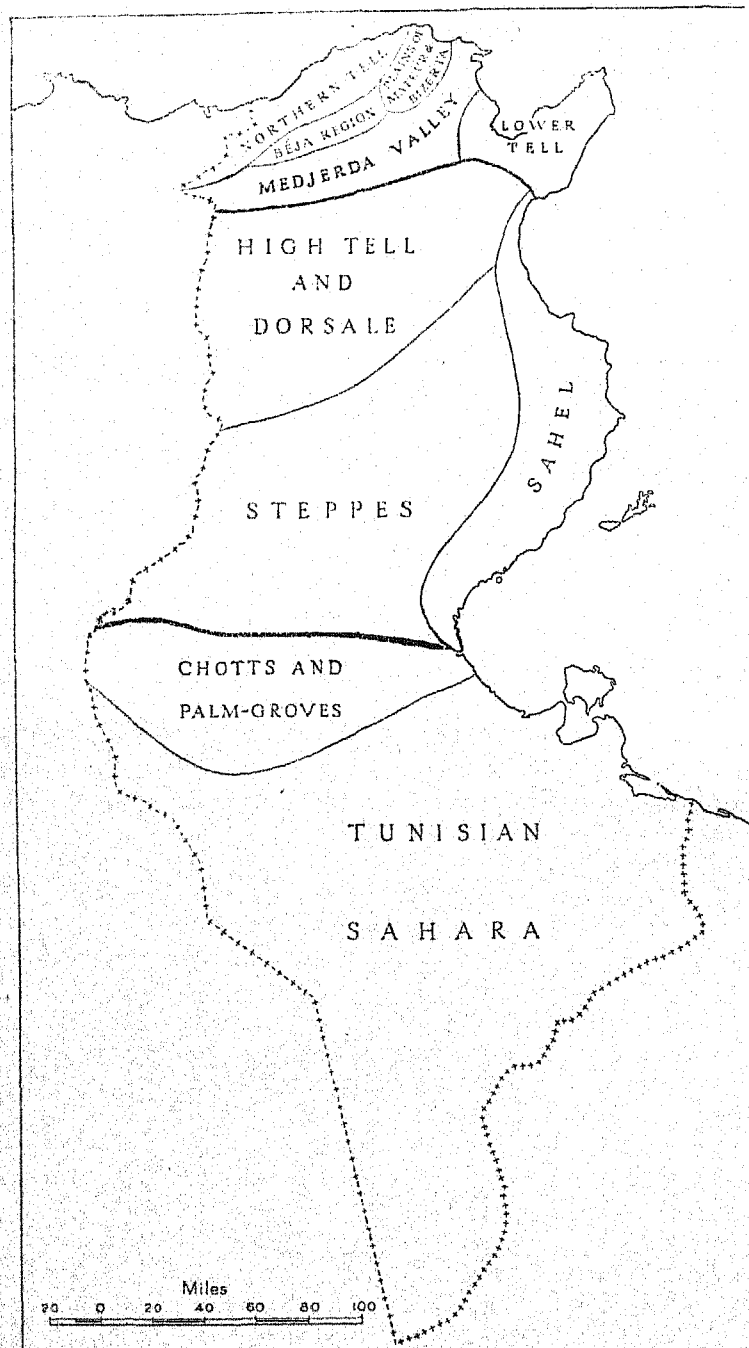 NORTHERN TELL
PLAINS OF
MATEUR &
BIZERTA
BÉJA REGION
MEDJERDA VALLEY
LOWER
TELL
HIGH TELL
AND
DORSALE
SAHEL
STEPPES
CHOTTS AND
PALM-GROVES
TUNISIAN
SAHARA
Miles
20 0 20 40 60 80 100